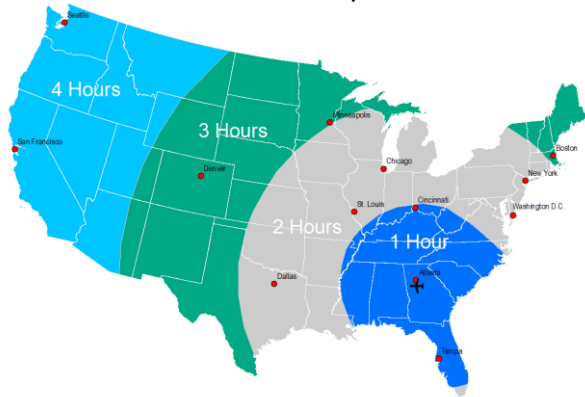 Seattle
4 Hours
3 Hours
Minneapolis
San Francisco
Boston
Chicago
Denver
New York
St. Louis
Cincinnati
Washington D.C.
2 Hours
1 Hour
Dallas
Atlanta
Tampa